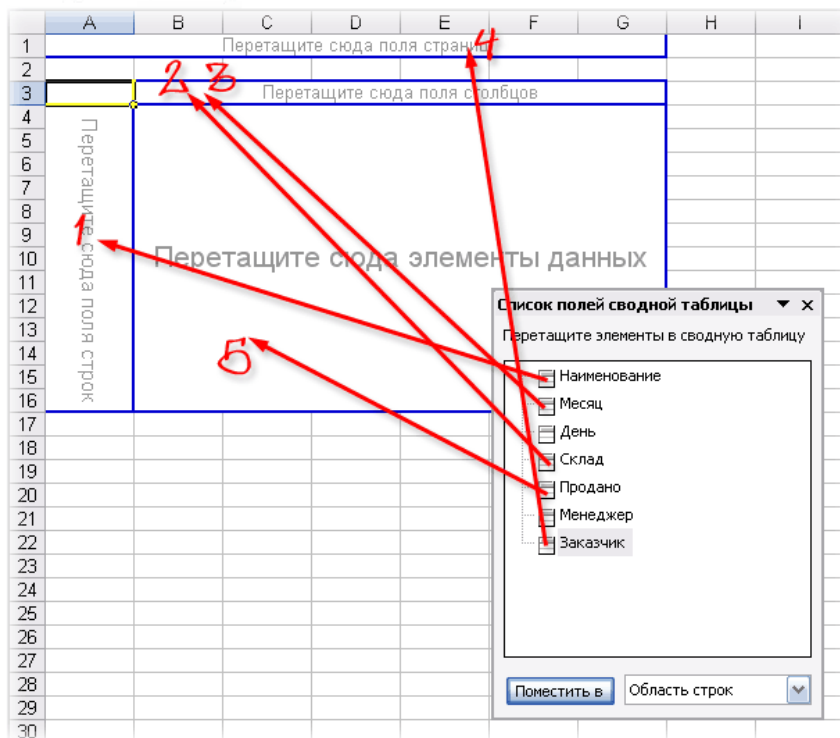 A B C D E F G H I
1 Перетащите сюда поля страниц 4
2 2 3
3 Перетащите сюда поля столбцов
4
5
6
7
8
9
10 Перетащите сюда элементы данных
11
12
13
14
15
16
Перетащите сюда поля строк
1
5
17
18
19
20
21
22
23
24
25
26
27
28
29
30
Список полей сводной таблицы
Перетащите элементы в сводную таблицу
Наименование
Месяц
День
Склад
Продано
Менеджер
Заказчик
Поместить в Область строк